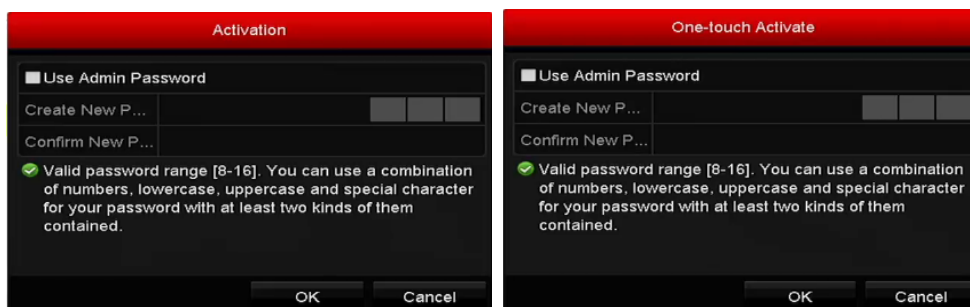 Activation
Use Admin Password
Create New P...
Confirm New P...
Valid password range [8-16]. You can use a combination
of numbers, lowercase, uppercase and special character
for your password with at least two kinds of them
contained.
OK Cancel
One-touch Activate
Use Admin Password
Create New P...
Confirm New P...
Valid password range [8-16]. You can use a combination
of numbers, lowercase, uppercase and special character
for your password with at least two kinds of them
contained.
OK Cancel